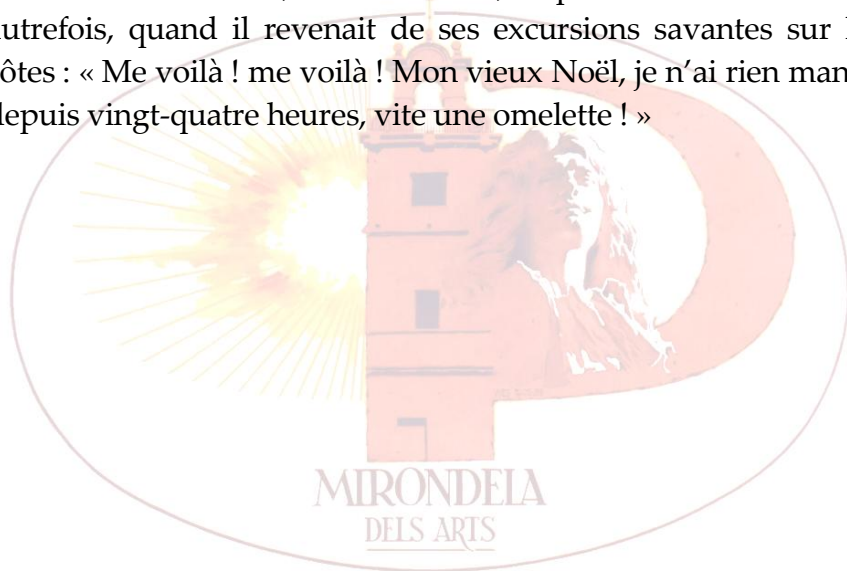 utrefois, quand il revenait de ses excursions savantes sur
ôtes : « Me voilà ! me voilà ! Mon vieux Noël, je n’ai rien man
depuis vingt-quatre heures, vite une omelette ! »
MIRONDELA
DELS ARTS